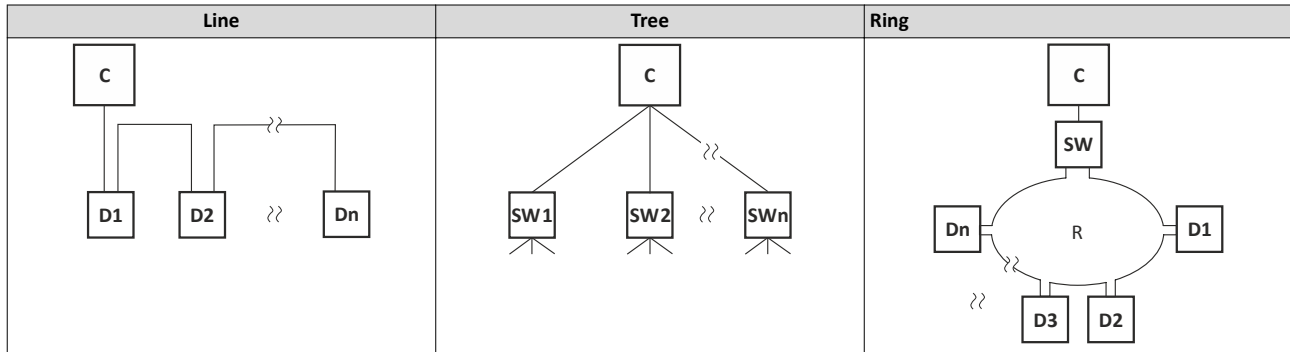 Line
Tree
Ring
C
D1 D2 Dn
C
SW1 SW2 SWn
C
SW
Dn R D1
D3 D2